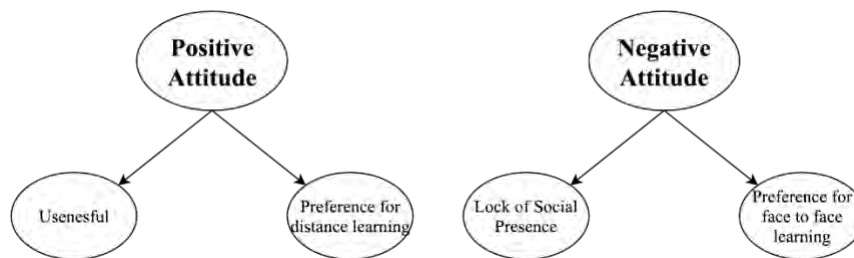 Positive
Attitude
Negative
Attitude
Usenesful
Preference for
distance learning
Lock of Social
Presence
Preference for
face to face
learning